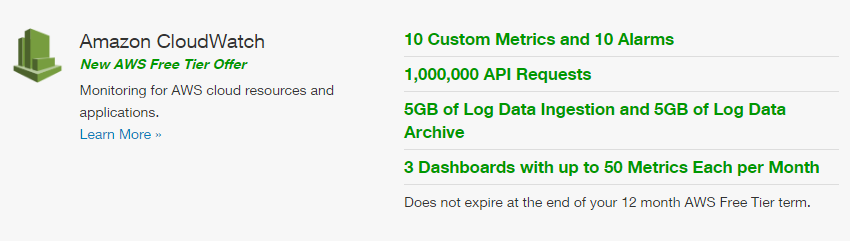 Amazon CloudWatch
New AWS Free Tier Offer
Monitoring for AWS cloud resources and
applications.
Learn More »
10 Custom Metrics and 10 Alarms
1,000,000 API Requests
5GB of Log Data Ingestion and 5GB of Log Data
Archive
3 Dashboards with up to 50 Metrics Each per Month
Does not expire at the end of your 12 month AWS Free Tier term.